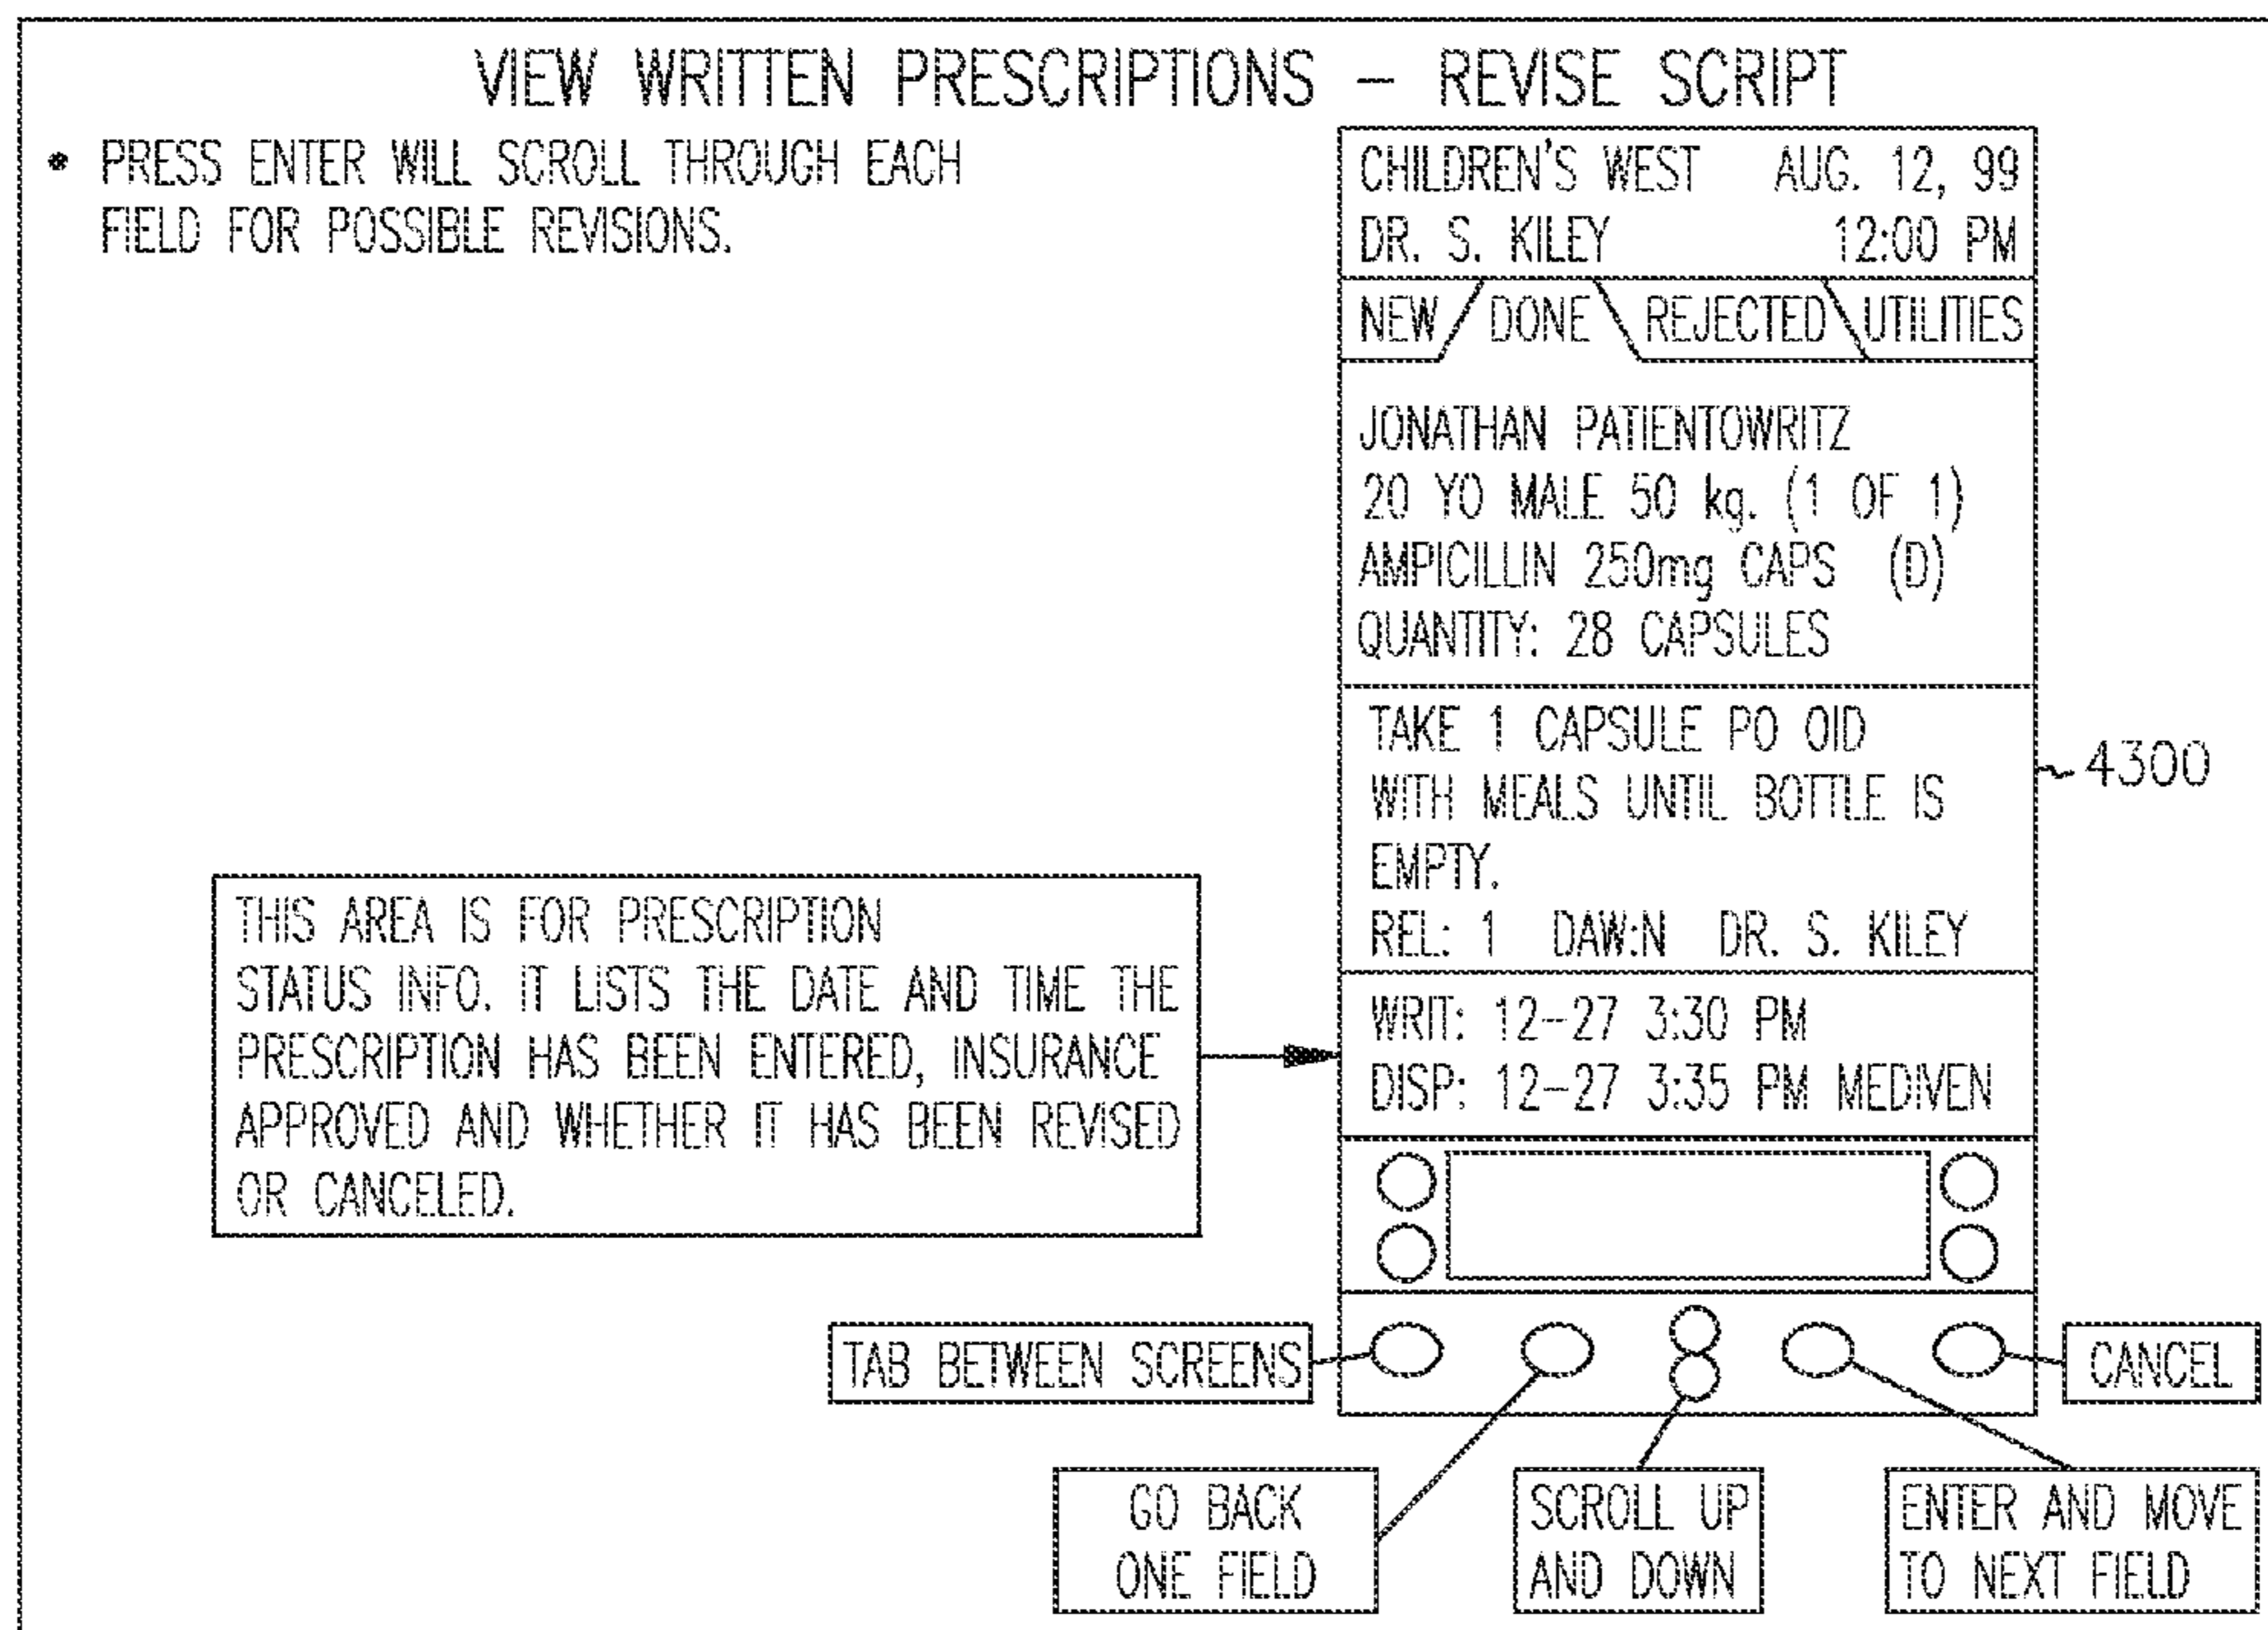 VIEW WRITTEN PRESCRIPTIONS – REVISE SCRIPT
• PRESS ENTER WILL SCROLL THROUGH EACH
FIELD FOR POSSIBLE REVISIONS.
CHILDREN'S WEST AUG. 12, 99
DR. S. KILEY 12:00 PM
NEW DONE REJECTED UTILITIES
JONATHAN PATIENTOWRITZ
20 YO MALE 50 kg. (1 OF 1)
AMPICILLIN 250mg CAPS (D)
QUANTITY: 28 CAPSULES
TAKE 1 CAPSULE PO OID
WITH MEALS UNTIL BOTTLE IS
EMPTY.
REL: 1 DAW:N DR. S. KILEY
4300
THIS AREA IS FOR PRESCRIPTION
STATUS INFO. IT LISTS THE DATE AND TIME THE
PRESCRIPTION HAS BEEN ENTERED, INSURANCE
APPROVED AND WHETHER IT HAS BEEN REVISED
OR CANCELED.
WRIT: 12–27 3:30 PM
DISP: 12–27 3:35 PM MEDIVEN
TAB BETWEEN SCREENS
CANCEL
GO BACK
ONE FIELD
SCROLL UP
AND DOWN
ENTER AND MOVE
TO NEXT FIELD